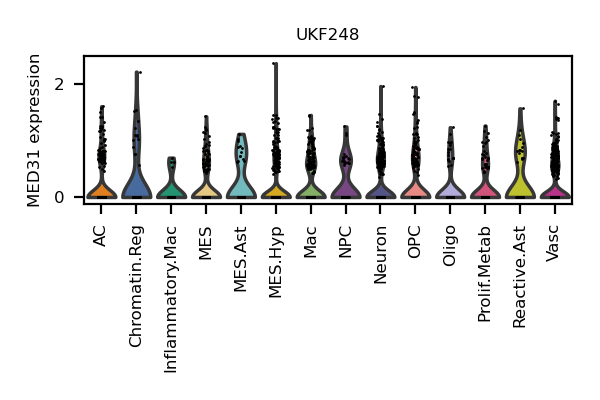 UKF248
MED31 expression
2
0
AC
Chromatin.Reg
Inflammatory.Mac
MES
MES.Ast
MES.Hyp
Mac
NPC
Neuron
OPC
Oligo
Prolif.Metab
Reactive.Ast
Vasc